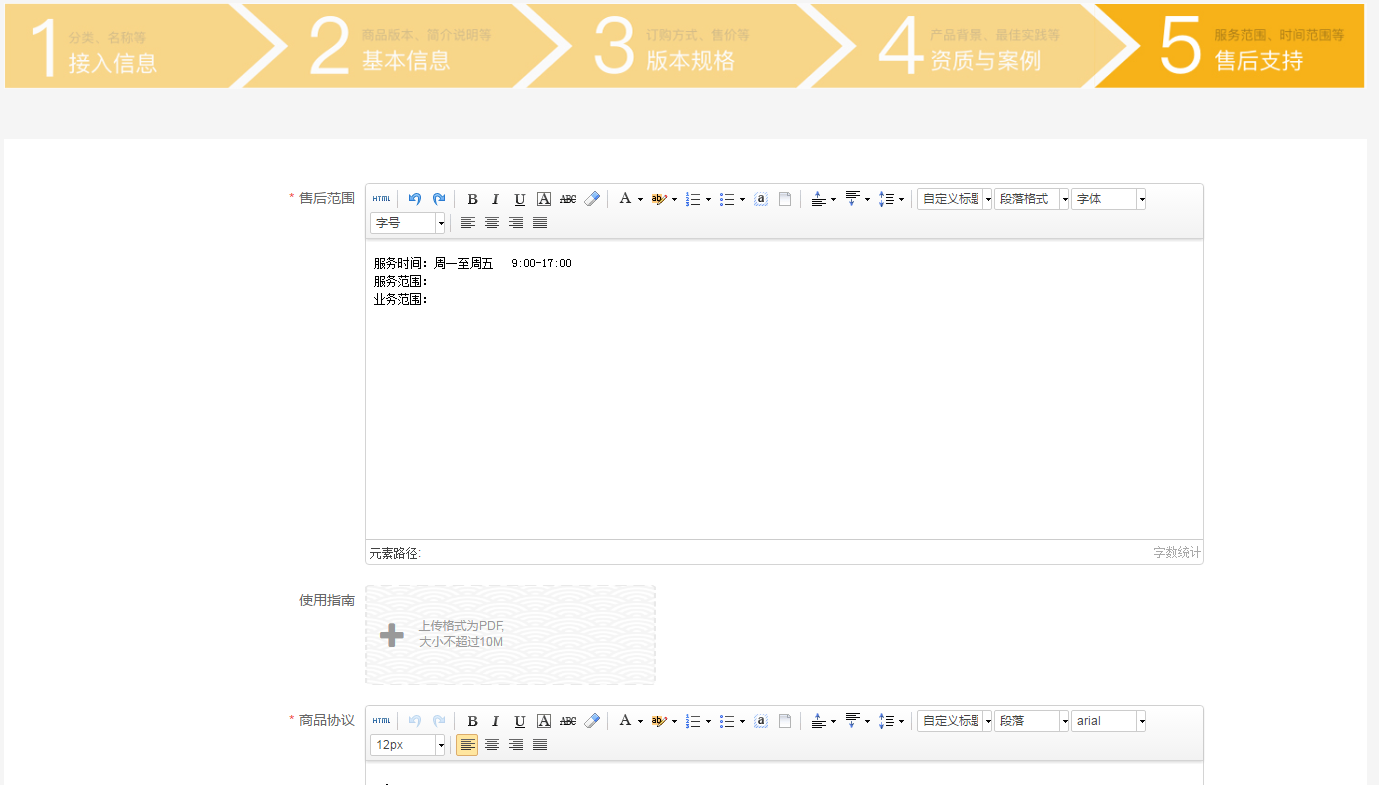 1 分类、名称等
接入信息
2 商品版本、简介说明等
基本信息
3 订购方式、售价等
版本规格
4 产品背景、最佳实践等
资质与案例
5 服务范围、时间范围等
售后支持
* 售后范围
HTML B I U A ABC A ab a 自定义标题 段落格式 字体
字号
服务时间：周一至周五 9:00-17:00
服务范围：
业务范围：
元素路径: 字数统计
使用指南
上传格式为PDF,
大小不超过10M
* 商品协议
HTML B I U A ABC A ab a 自定义标题 段落 arial
12px